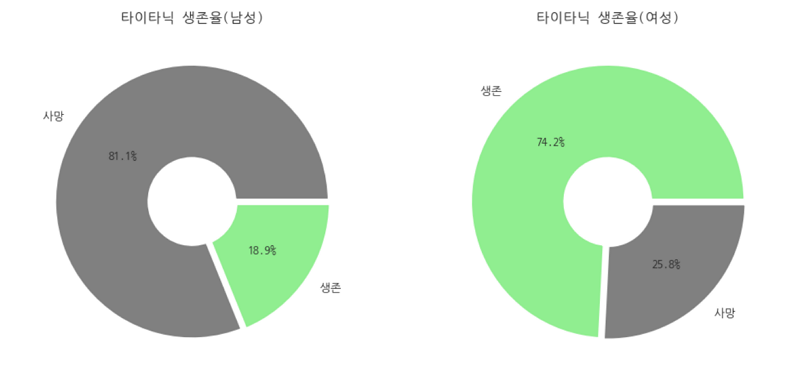 타이타닉 생존율(남성)
사망
81.1%
18.9%
생존
타이타닉 생존율(여성)
생존
74.2%
25.8%
사망